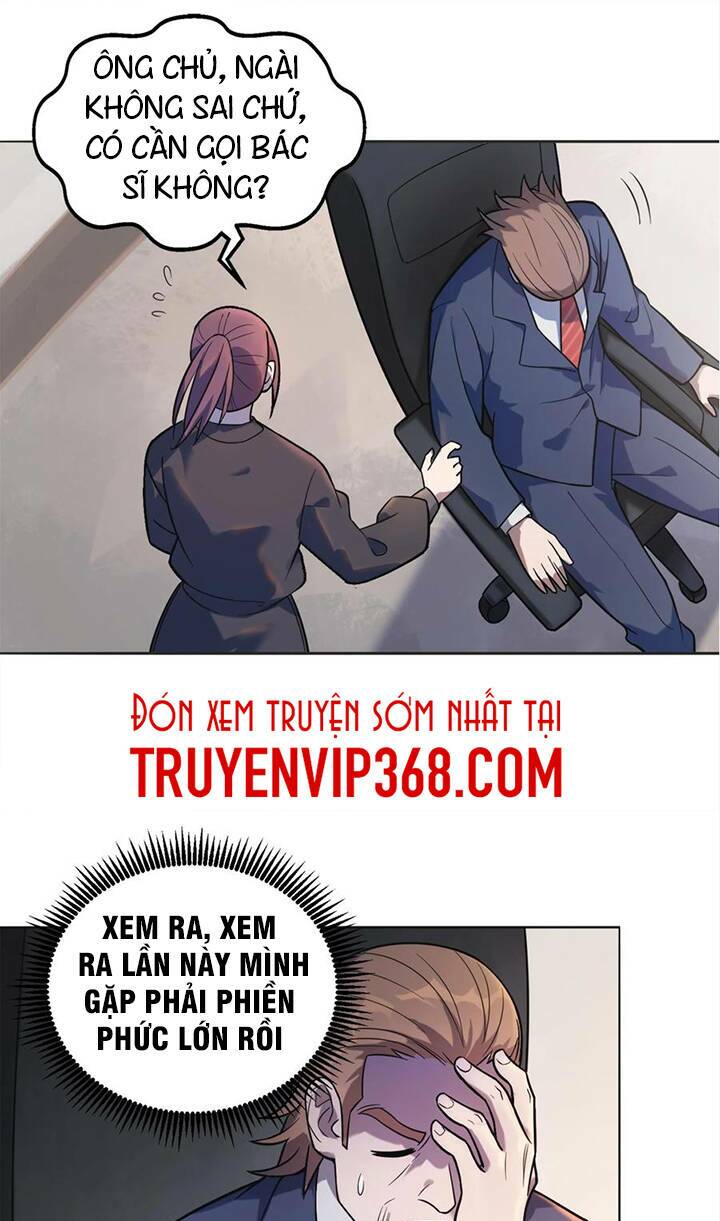 ÔNG CHỦ, NGÀI
KHÔNG SAI CHỨ,
CÓ CẦN GỌI BÁC
SĨ KHÔNG?
ĐÓN XEM TRUYỆN SỚM NHẤT TẠI
TRUYENVIP368.COM
XEM RA, XEM
RA LẦN NÀY MÌNH
GẶP PHẢI PHIỀN
PHỨC LỚN RỒI